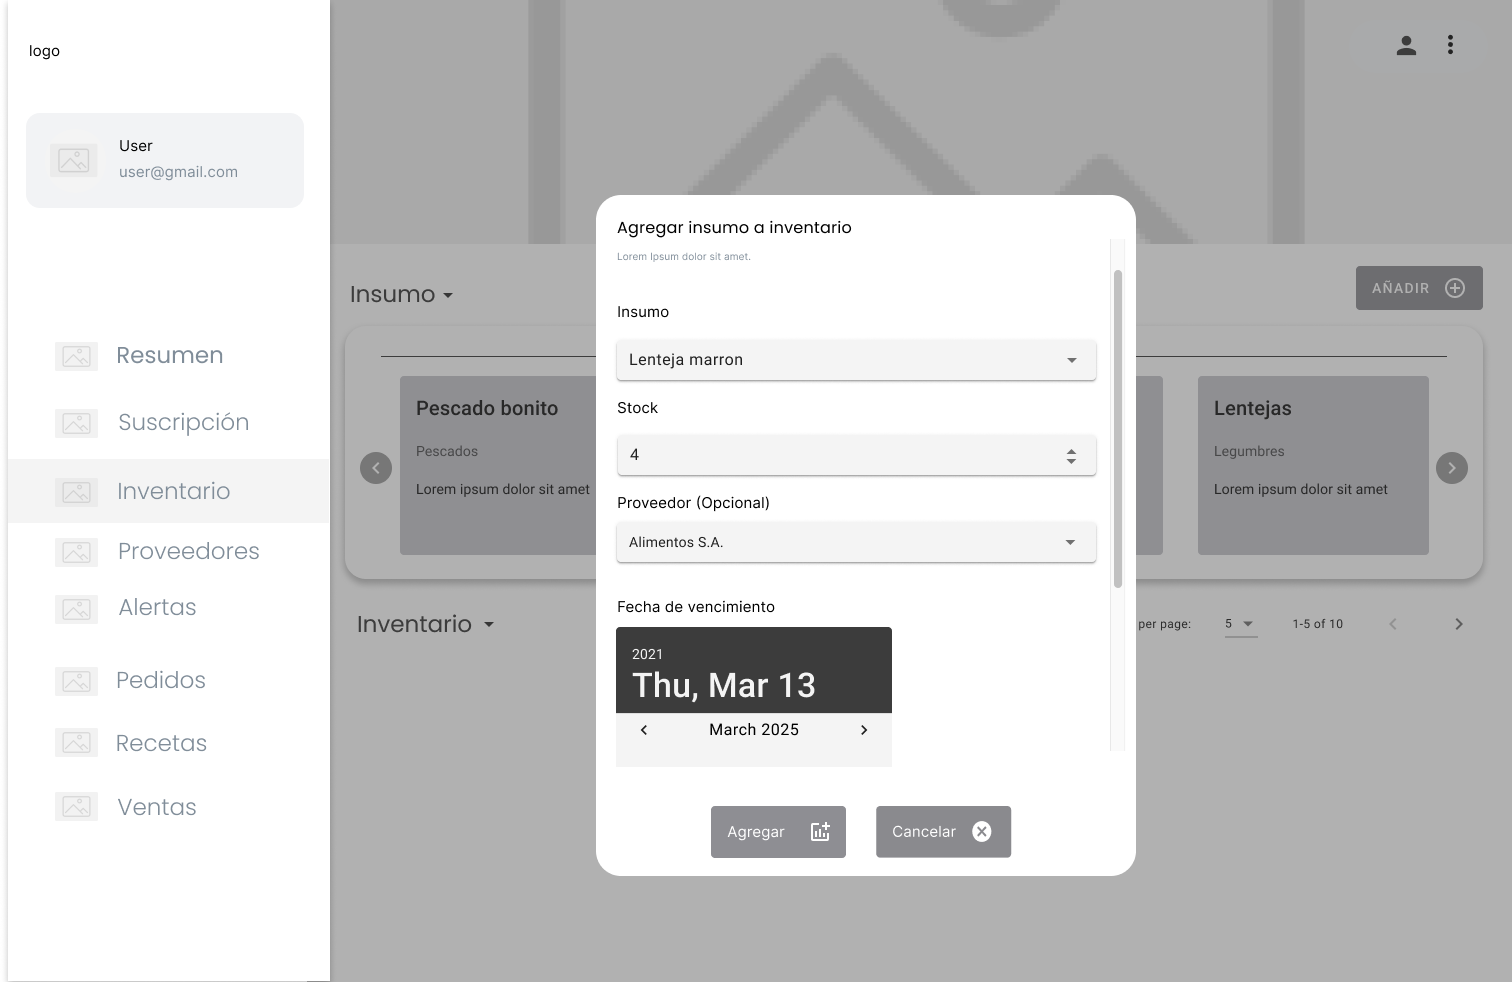 logo
User
user@gmail.com
Resumen
Suscripción
Inventario
Proveedores
Alertas
Pedidos
Recetas
Ventas
Insumo
AÑADIR
Pescado bonito
Pescados
Lorem ipsum dolor sit amet
Lentejas
Legumbres
Lorem ipsum dolor sit amet
Inventario
per page:
5
1-5 of 10
Agregar insumo a inventario
Lorem Ipsum dolor sit amet.
Insumo
Lenteja marron
Stock
4
Proveedor (Opcional)
Alimentos S.A.
Fecha de vencimiento
2021
Thu, Mar 13
March 2025
Agregar
Cancelar